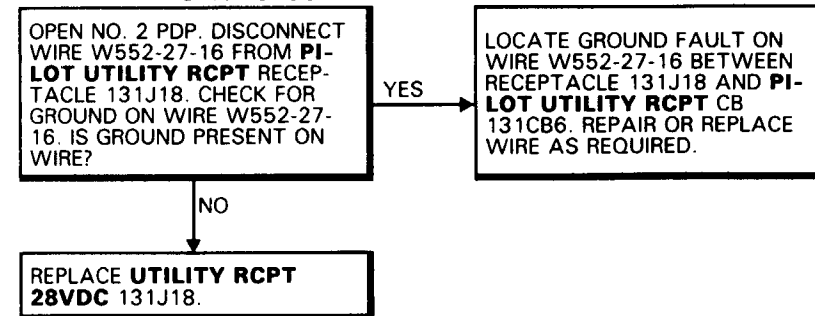 OPEN NO. 2 PDP. DISCONNECT
WIRE W552-27-16 FROM PI-
LOT UTILITY RCPT RECEP-
TACLE 131J18. CHECK FOR
GROUND ON WIRE W552-27-
16. IS GROUND PRESENT ON
WIRE?
YES
LOCATE GROUND FAULT ON
WIRE W552-27-16 BETWEEN
RECEPTACLE 131J18 AND PI-
LOT UTILITY RCPT CB
131CB6. REPAIR OR REPLACE
WIRE AS REQUIRED.
NO
REPLACE UTILITY RCPT
28VDC 131J18.